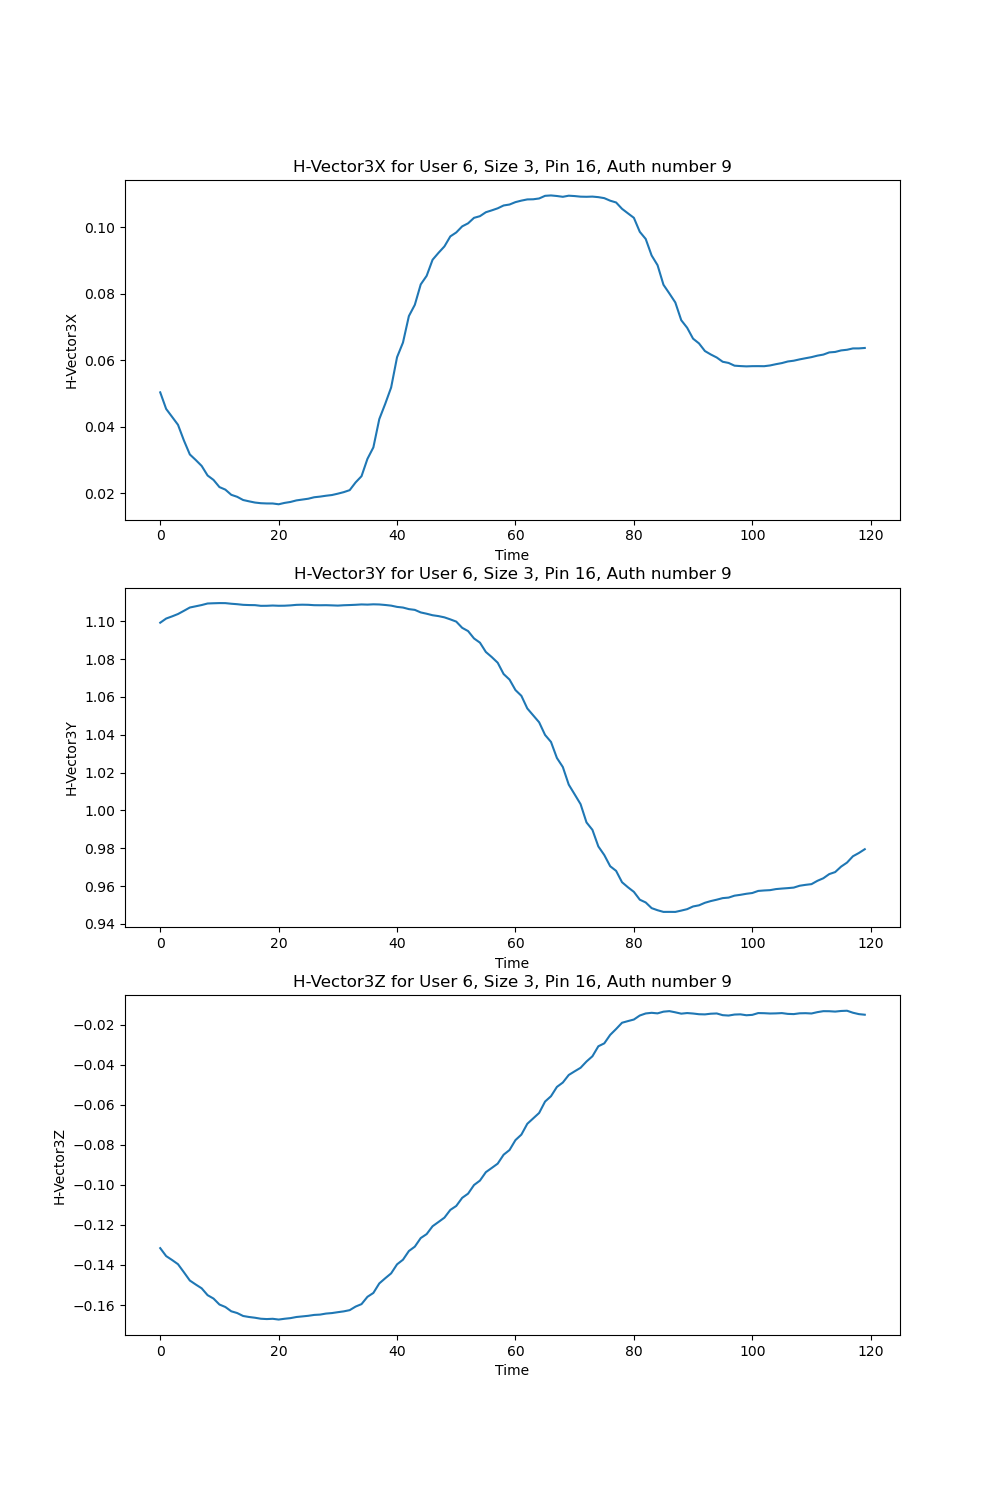 H-Vector3X for User 6, Size 3, Pin 16, Auth number 9
0.10
0.08
0.06
0.04
0.02
H-Vector3X
0 20 40 60 80 100 120
Time
H-Vector3Y for User 6, Size 3, Pin 16, Auth number 9
1.10
1.08
1.06
1.04
1.02
1.00
0.98
0.96
0.94
H-Vector3Y
0 20 40 60 80 100 120
Time
H-Vector3Z for User 6, Size 3, Pin 16, Auth number 9
−0.02
−0.04
−0.06
−0.08
−0.10
−0.12
−0.14
−0.16
H-Vector3Z
0 20 40 60 80 100 120
Time